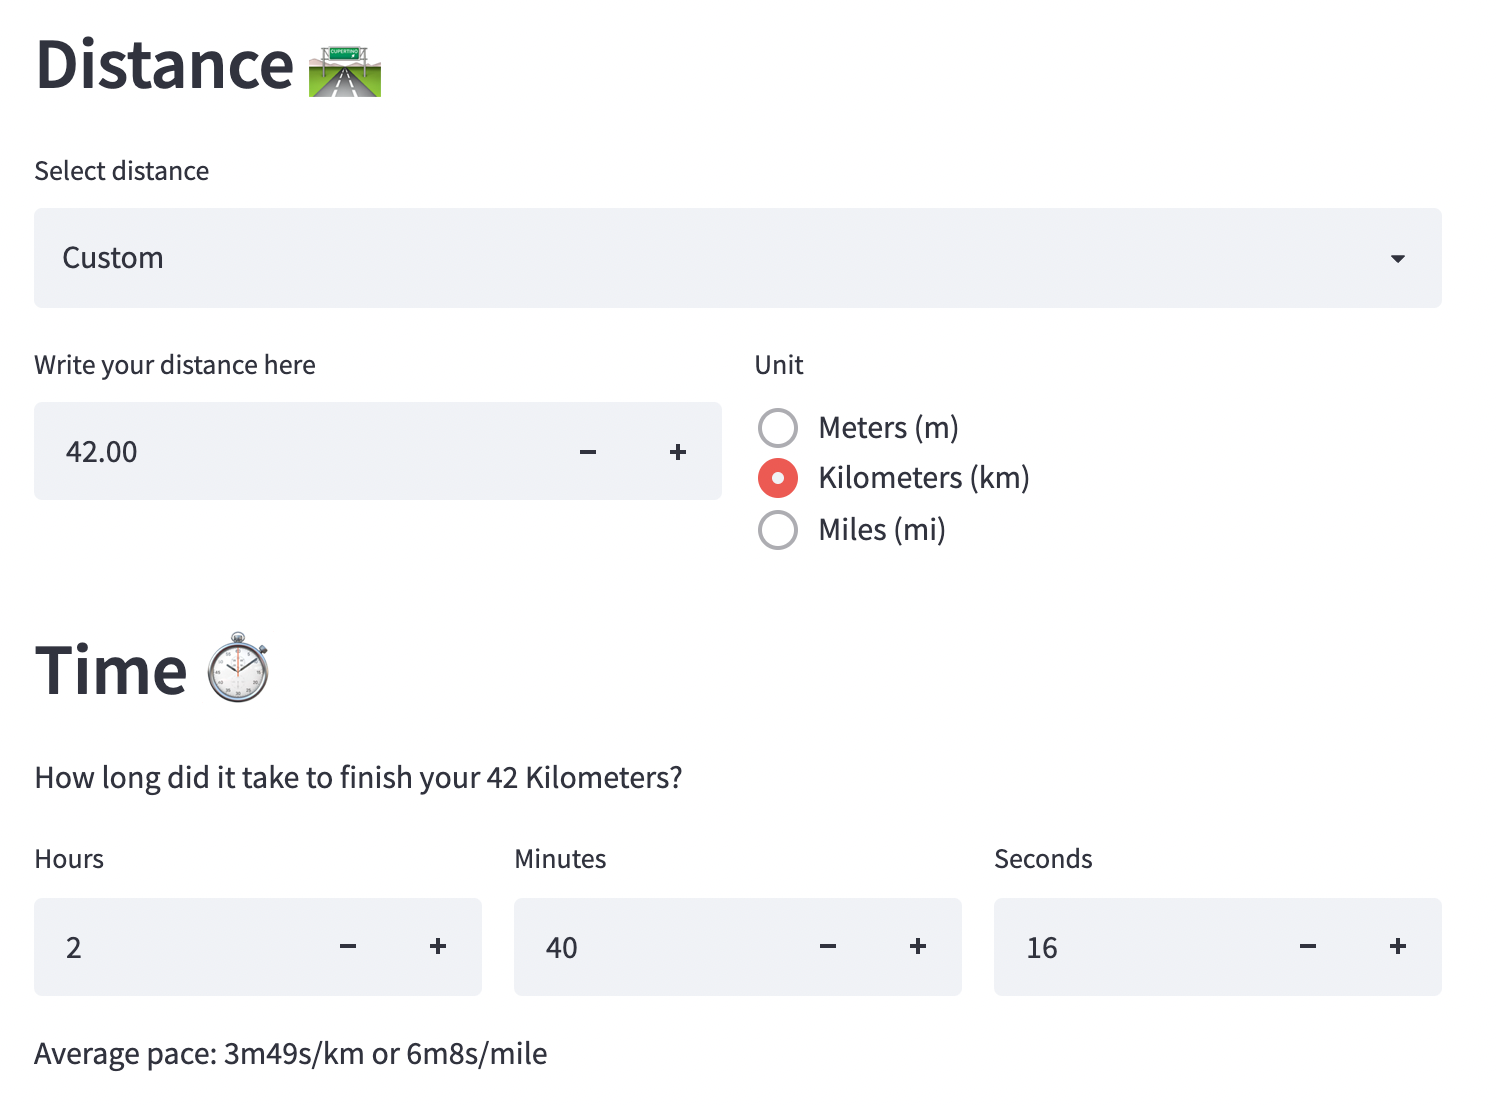 Distance
CUPERTINO
Select distance
Custom
Write your distance here
Unit
42.00 − +
Meters (m)
Kilometers (km)
Miles (mi)
Time
How long did it take to finish your 42 Kilometers?
Hours Minutes Seconds
2 − + 40 − + 16 − +
Average pace: 3m49s/km or 6m8s/mile